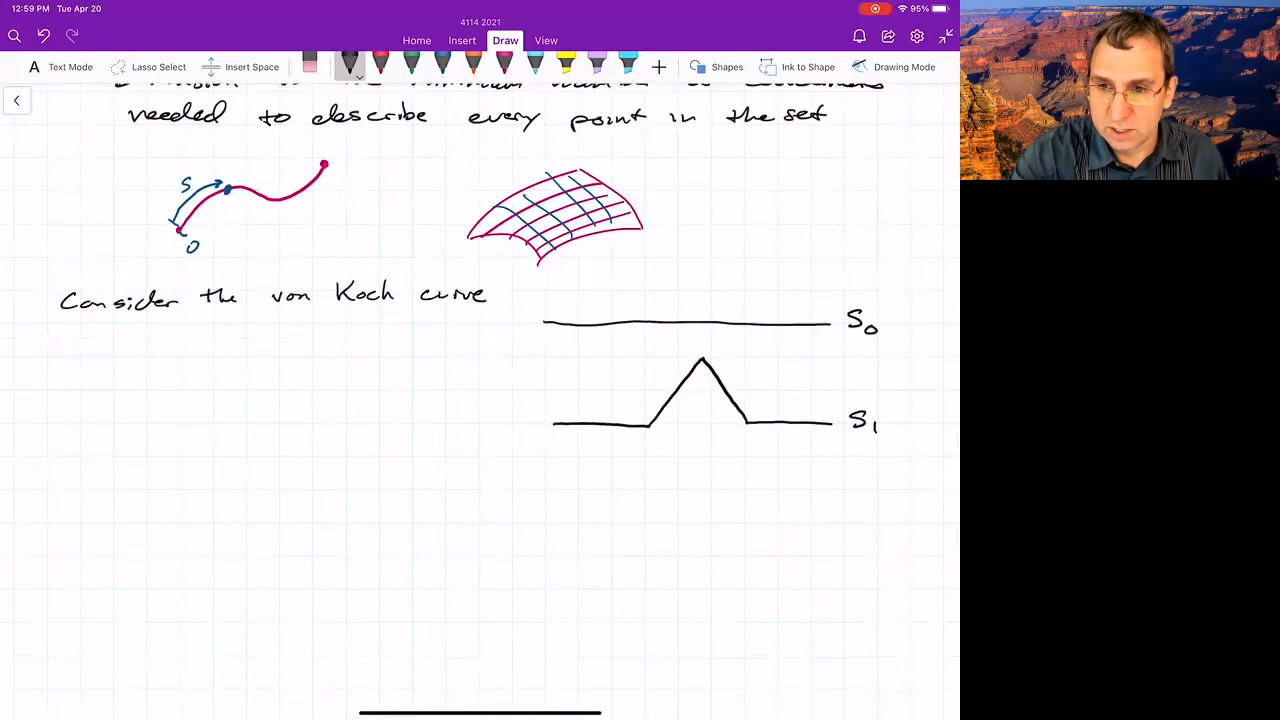 12:59 PM Tue Apr 20
95%
4114 2021
Home Insert Draw View
Text Mode Lasso Select Insert Space Shapes Ink to Shape Drawing Mode
needed to describe every point in the set
S
O
Consider the von Koch curve
S0
S1